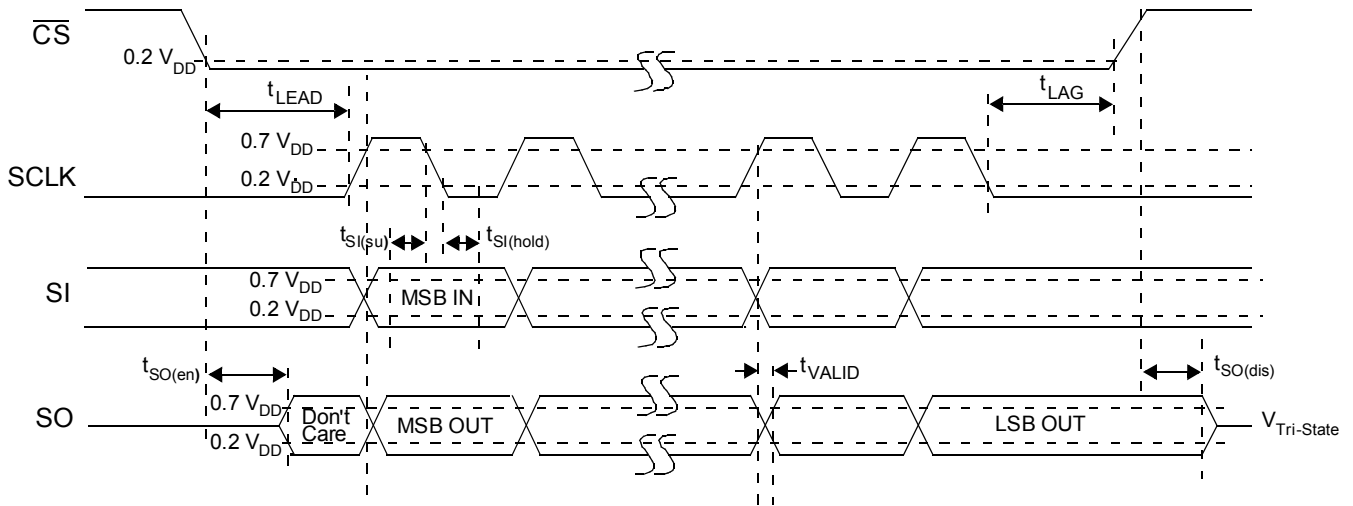 CS
0.2 VDD
tLEAD
tLAG
0.7 VDD
SCLK
0.2 VDD
tSI(su)
tSI(hold)
SI
0.7 VDD
MSB IN
0.2 VDD
tSO(en)
tVALID
tSO(dis)
0.7 VDD
SO
Don't
Care
MSB OUT
LSB OUT
VTri-State
0.2 VDD